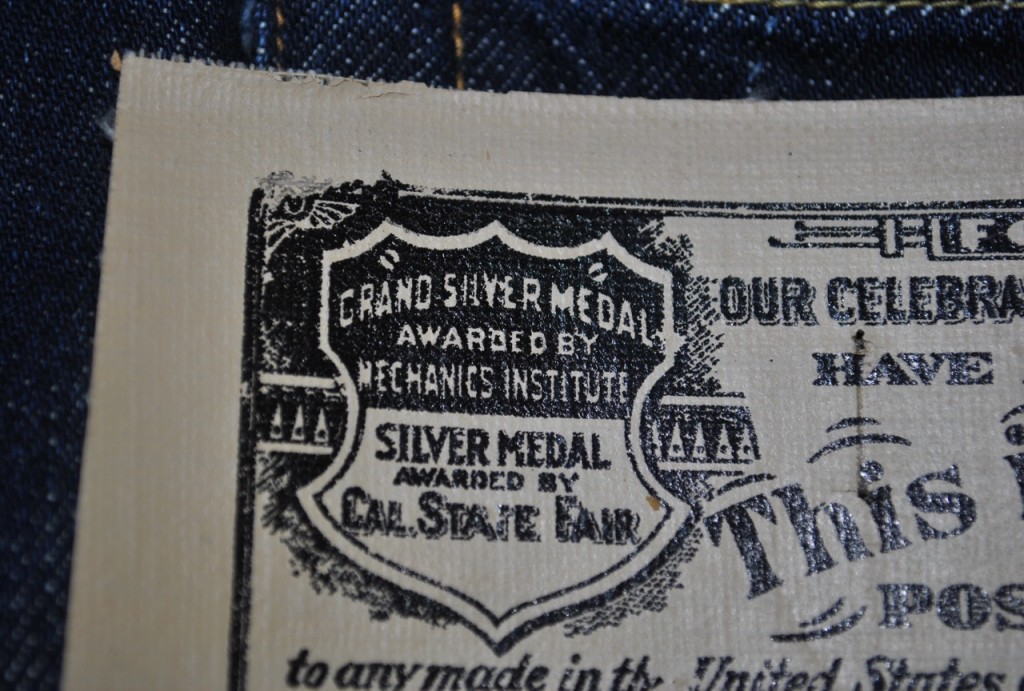 GRAND SILVER MEDAL
AWARDED BY
MECHANICS INSTITUTE
SILVER MEDAL
AWARDED BY
CAL. STATE FAIR
OUR CELEBRA
HAVE
This
POS
to any made in th United States